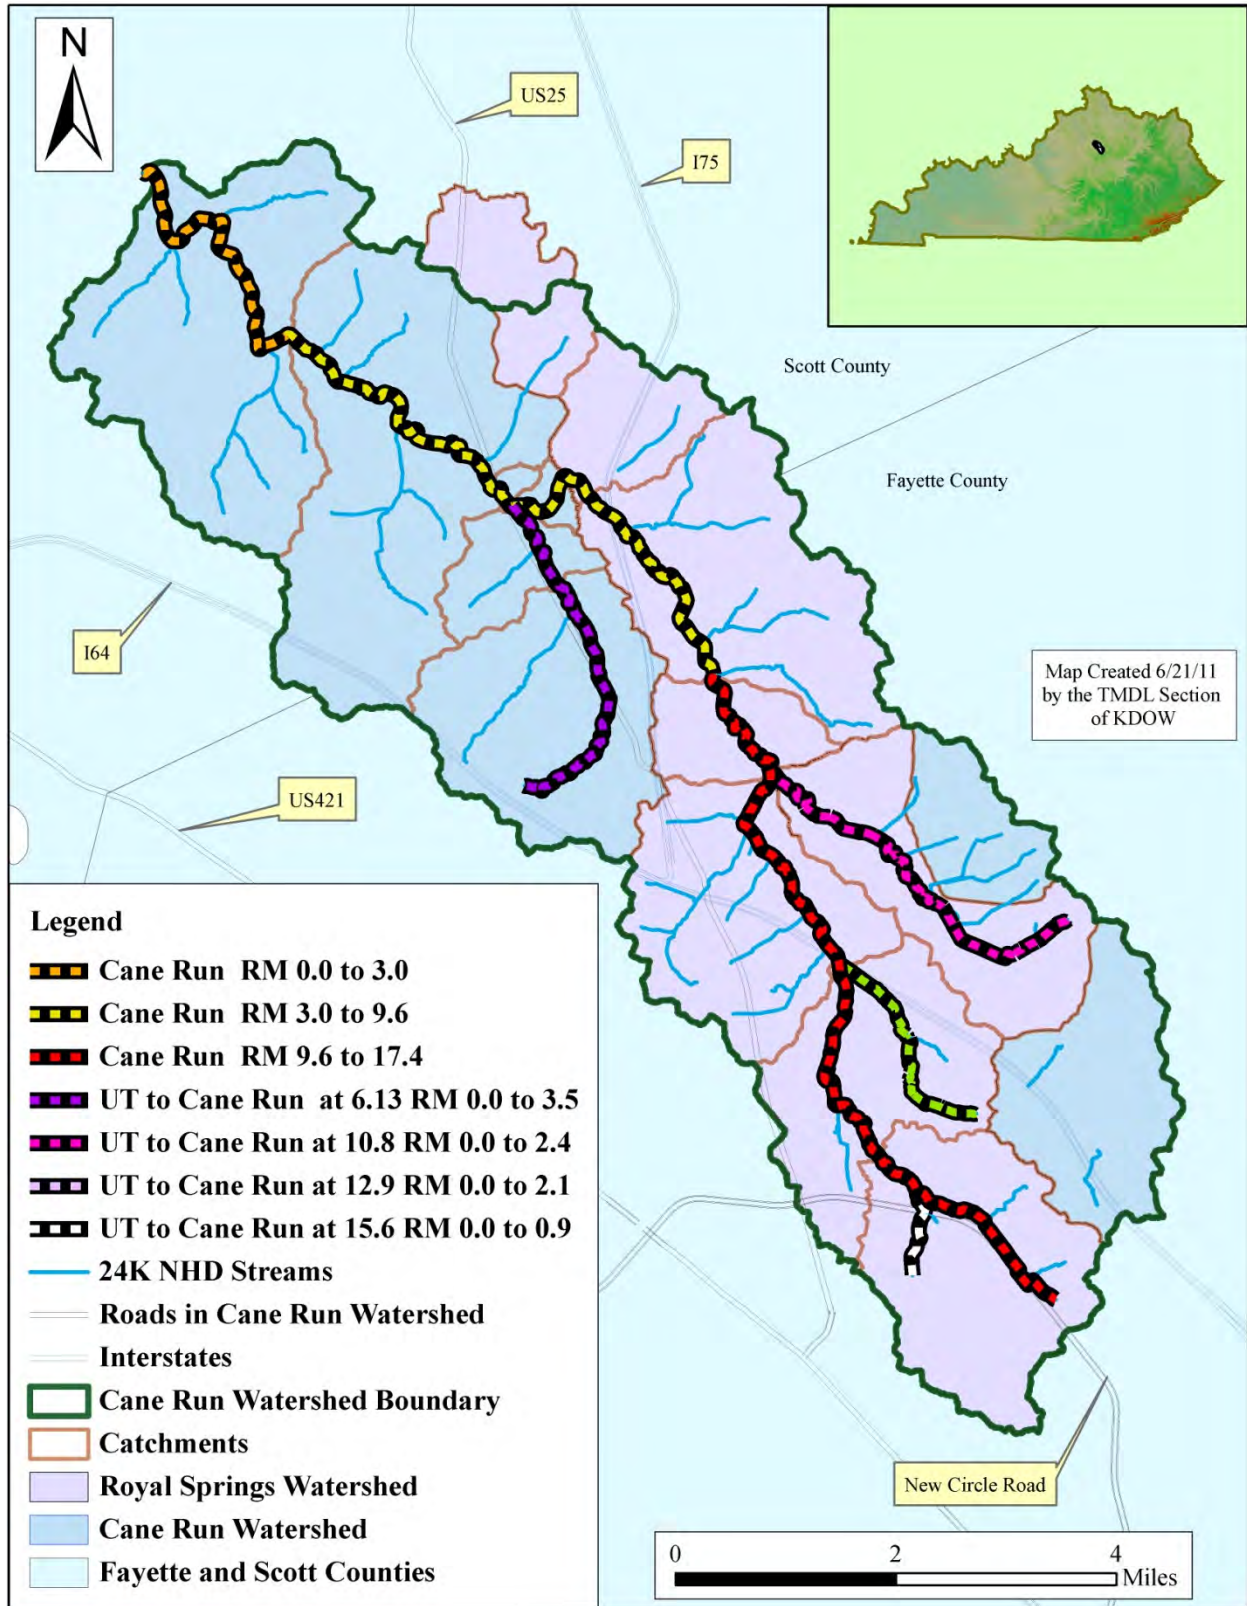 N
US25
I75
Scott County
Fayette County
I64
Map Created 6/21/11
by the TMDL Section
of KDOW
US421
Legend
Cane Run RM 0.0 to 3.0
Cane Run RM 3.0 to 9.6
Cane Run RM 9.6 to 17.4
UT to Cane Run at 6.13 RM 0.0 to 3.5
UT to Cane Run at 10.8 RM 0.0 to 2.4
UT to Cane Run at 12.9 RM 0.0 to 2.1
UT to Cane Run at 15.6 RM 0.0 to 0.9
24K NHD Streams
Roads in Cane Run Watershed
Interstates
Cane Run Watershed Boundary
Catchments
Royal Springs Watershed
Cane Run Watershed
Fayette and Scott Counties
New Circle Road
0 2 4
Miles